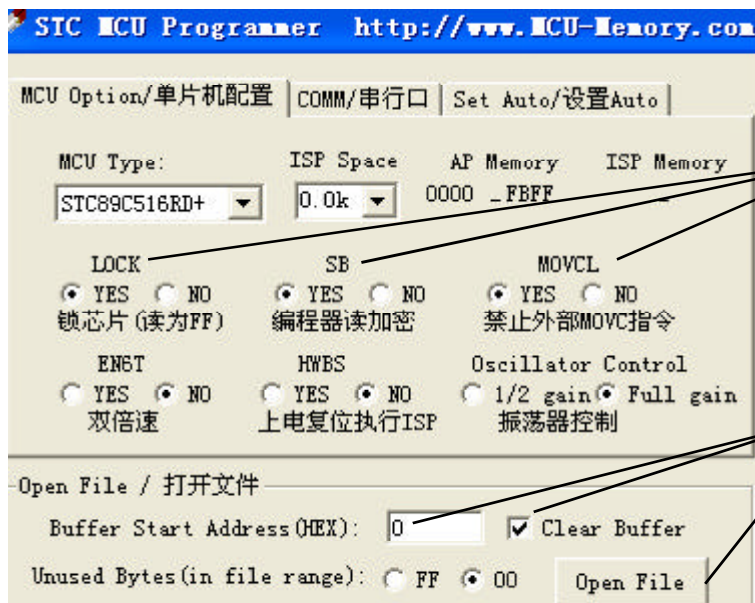 STC MCU Programmer http://www.MCU-Memory.com
MCU Option/单片机配置 COMM/串行口 Set Auto/设置Auto
MCU Type: ISP Space AP Memory ISP Memory
STC89C516RD+ 0.0k 0000 _FBFF _
LOCK SB MOVCL
YES NO YES NO YES NO
锁芯片(读为FF) 编程器读加密 禁止外部MOVC指令
EN6T HWBS Oscillator Control
YES NO YES NO 1/2 gain Full gain
双倍速 上电复位执行ISP 振荡器控制
Open File / 打开文件
Buffer Start Address(HEX): 0 Clear Buffer
Unused Bytes(in file range): FF 00 Open File